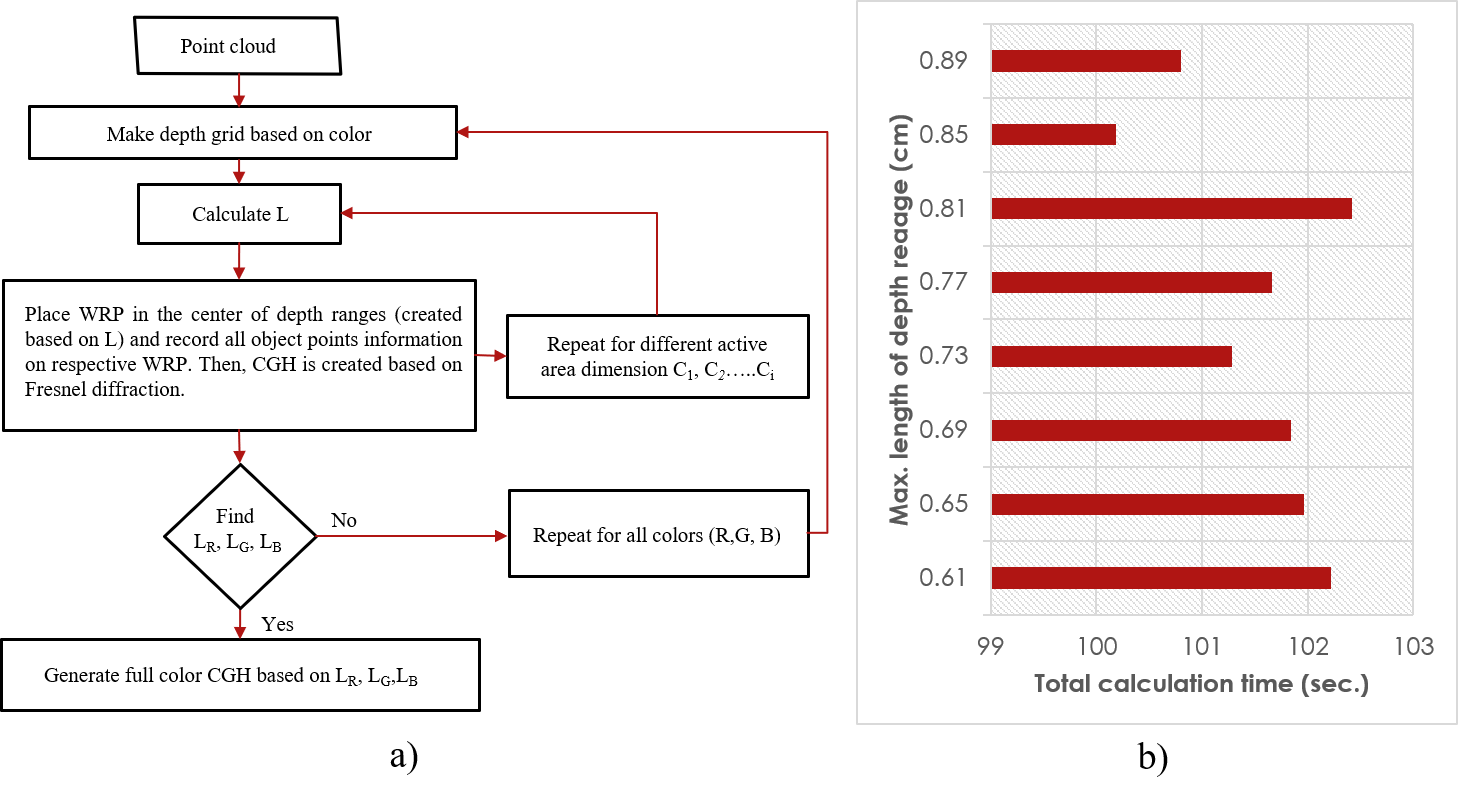 Point cloud
Make depth grid based on color
Calculate L
Place WRP in the center of depth ranges (created
based on L) and record all object points information
on respective WRP. Then, CGH is created based on
Fresnel diffraction.
Repeat for different active
area dimension C1, C2…..Ci
Find
LR, LG, LB
No
Repeat for all colors (R,G, B)
Yes
Generate full color CGH based on LR, LG,LB
a)
Max. length of depth reaage (cm)
0.89
0.85
0.81
0.77
0.73
0.69
0.65
0.61
99 100 101 102 103
Total calculation time (sec.)
b)